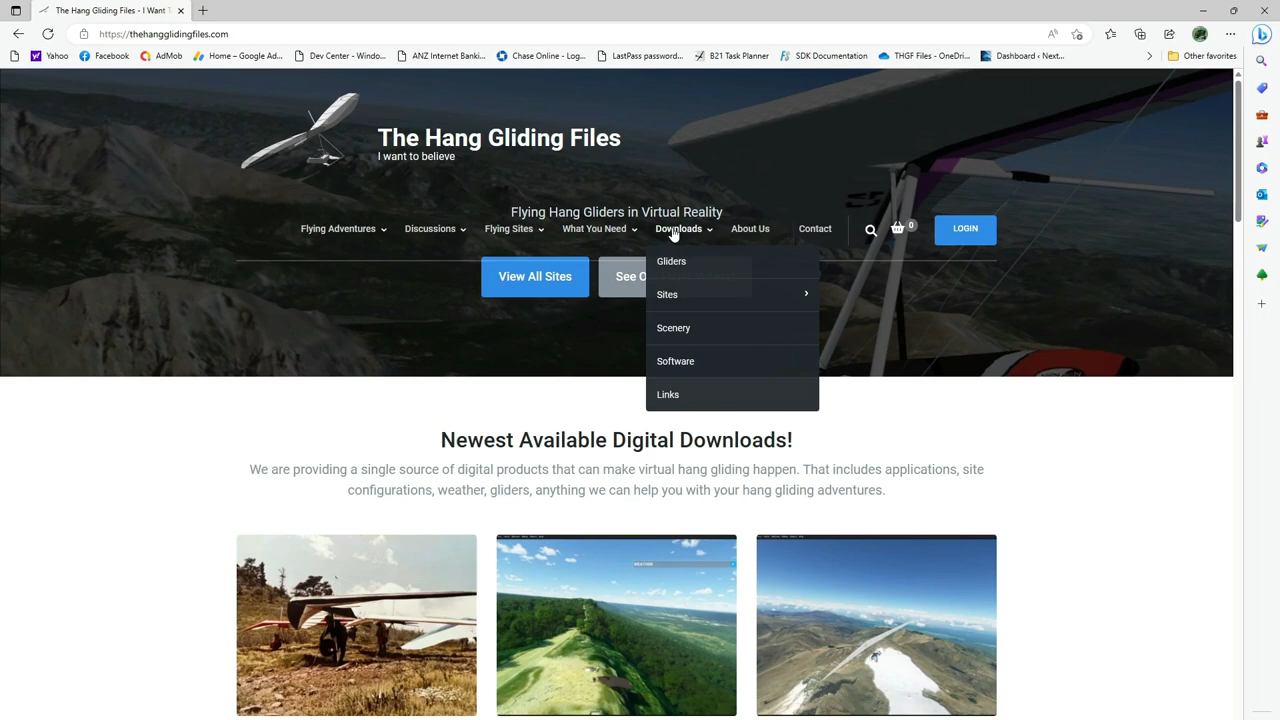 The Hang Gliding Files - I Want T
https://thehangglidingfiles.com
Yahoo
Facebook
AdMob
Home – Google Ad...
Dev Center - Windo...
ANZ Internet Banki...
Chase Online - Log...
LastPass password...
B21 Task Planner
SDK Documentation
THGF Files - OneDri...
Dashboard ‹ Next...
Other favorites
The Hang Gliding Files
I want to believe
Flying Hang Gliders in Virtual Reality
Flying Adventures
Discussions
Flying Sites
What You Need
Downloads
About Us
Contact
0
LOGIN
View All Sites
See O
Gliders
Sites
Scenery
Software
Links
Newest Available Digital Downloads!
We are providing a single source of digital products that can make virtual hang gliding happen. That includes applications, site
configurations, weather, gliders, anything we can help you with your hang gliding adventures.
WEATHER